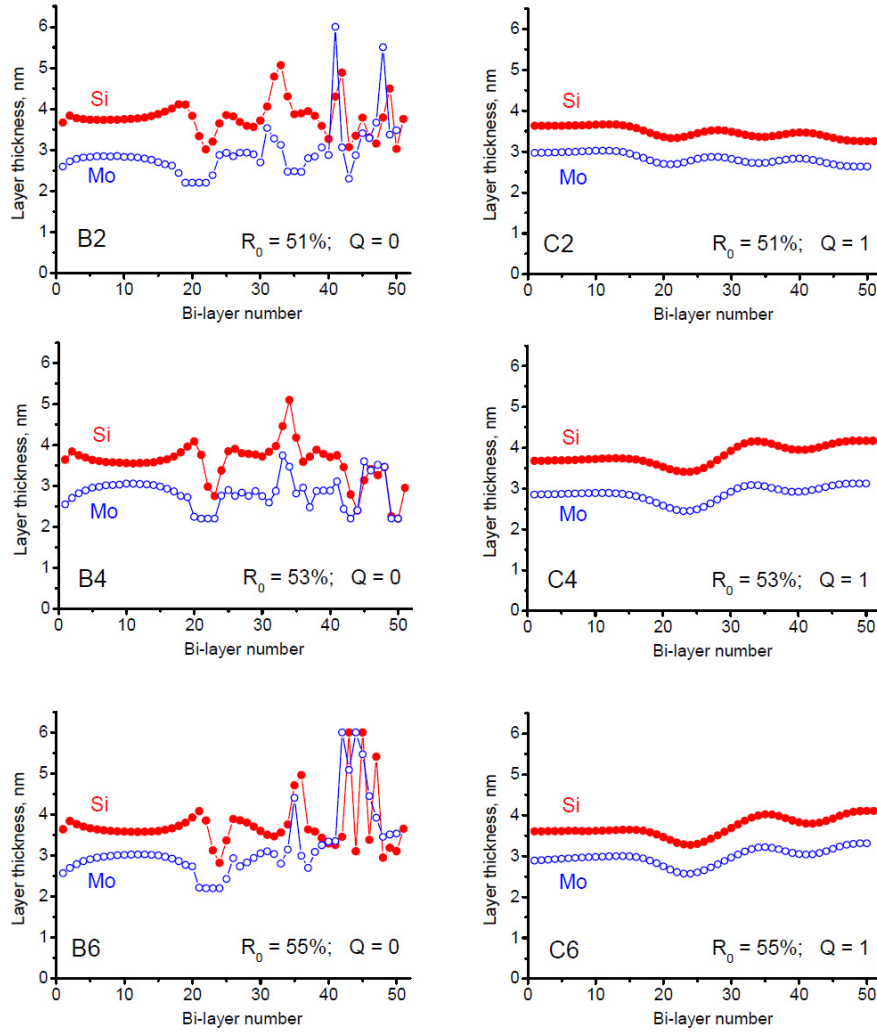 Layer thickness, nm
6
5
4
3
2
1
0
Si
Mo
B2
R0 = 51%; Q = 0
0 10 20 30 40 50
Bi-layer number
Layer thickness, nm
6
5
4
3
2
1
0
Si
Mo
C2
R0 = 51%; Q = 1
0 10 20 30 40 50
Bi-layer number
Layer thickness, nm
6
5
4
3
2
1
0
Si
Mo
B4
R0 = 53%; Q = 0
0 10 20 30 40 50
Bi-layer number
Layer thickness, nm
6
5
4
3
2
1
0
Si
Mo
C4
R0 = 53%; Q = 1
0 10 20 30 40 50
Bi-layer number
Layer thickness, nm
6
5
4
3
2
1
0
Si
Mo
B6
R0 = 55%; Q = 0
0 10 20 30 40 50
Bi-layer number
Layer thickness, nm
6
5
4
3
2
1
0
Si
Mo
C6
R0 = 55%; Q = 1
0 10 20 30 40 50
Bi-layer number